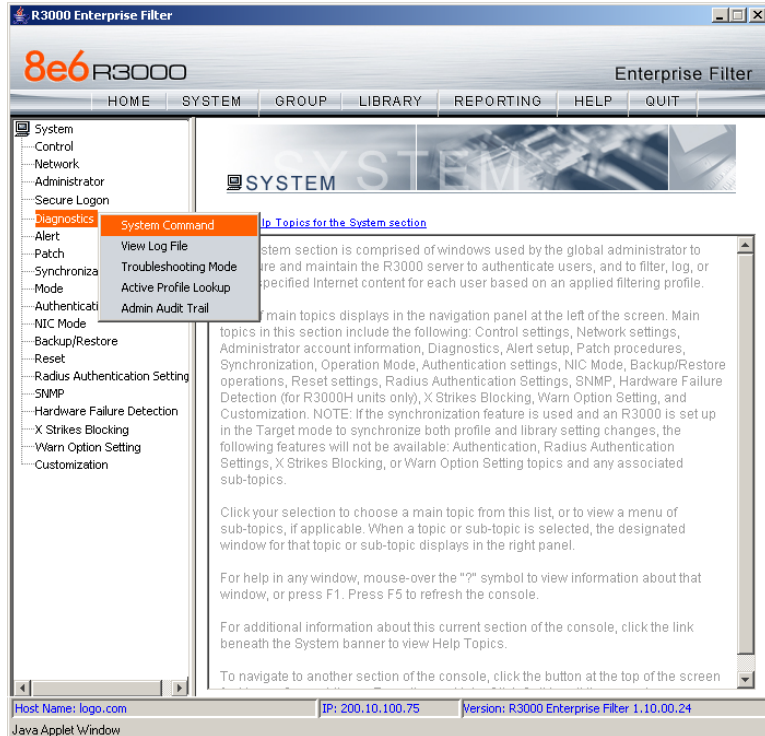 R3000 Enterprise Filter
8e6 R3000
Enterprise Filter
HOME SYSTEM GROUP LIBRARY REPORTING HELP QUIT
System
Control
Network
Administrator
Secure Logon
Diagnostics
Alert
Patch
Synchroniza
Mode
Authenticati
NIC Mode
Backup/Restore
Reset
Radius Authentication Setting
SNMP
Hardware Failure Detection
X Strikes Blocking
Warn Option Setting
Customization
System Command
View Log File
Troubleshooting Mode
Active Profile Lookup
Admin Audit Trail
SYSTEM
SYSTEM
lp Topics for the System section
stem section is comprised of windows used by the global administrator to
ure and maintain the R3000 server to authenticate users, and to filter, log, or
specified Internet content for each user based on an applied filtering profile.
main topics displays in the navigation panel at the left of the screen. Main
topics in this section include the following: Control settings, Network settings,
Administrator account information, Diagnostics, Alert setup, Patch procedures,
Synchronization, Operation Mode, Authentication settings, NIC Mode, Backup/Restore
operations, Reset settings, Radius Authentication Settings, SNMP, Hardware Failure
Detection (for R3000H units only), X Strikes Blocking, Warn Option Setting, and
Customization. NOTE: If the synchronization feature is used and an R3000 is set up
in the Target mode to synchronize both profile and library setting changes, the
following features will not be available: Authentication, Radius Authentication
Settings, X Strikes Blocking, or Warn Option Setting topics and any associated
sub-topics.
Click your selection to choose a main topic from this list, or to view a menu of
sub-topics, if applicable. When a topic or sub-topic is selected, the designated
window for that topic or sub-topic displays in the right panel.
For help in any window, mouse-over the "?" symbol to view information about that
window, or press F1. Press F5 to refresh the console.
For additional information about this current section of the console, click the link
beneath the System banner to view Help Topics.
To navigate to another section of the console, click the button at the top of the screen
Host Name: logo.com
IP: 200.10.100.75
Version: R3000 Enterprise Filter 1.10.00.24
Java Applet Window